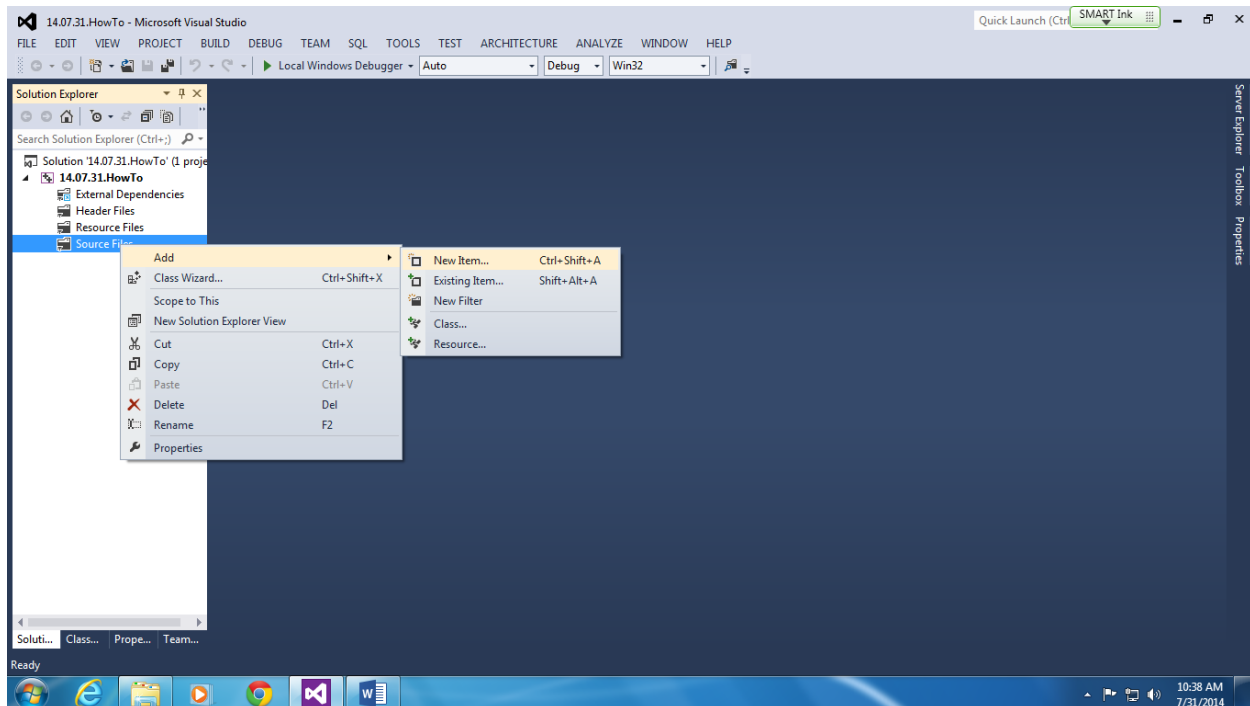 14.07.31.HowTo - Microsoft Visual Studio
Quick Launch (Ctrl
SMART Ink
FILE EDIT VIEW PROJECT BUILD DEBUG TEAM SQL TOOLS TEST ARCHITECTURE ANALYZE WINDOW HELP
Local Windows Debugger Auto Debug Win32
Solution Explorer
Search Solution Explorer (Ctrl+;)
Solution '14.07.31.HowTo' (1 proje
14.07.31.HowTo
External Dependencies
Header Files
Resource Files
Source Files
Add
Class Wizard... Ctrl+Shift+X
Scope to This
New Solution Explorer View
Cut Ctrl+X
Copy Ctrl+C
Paste Ctrl+V
Delete Del
Rename F2
Properties
New Item... Ctrl+Shift+A
Existing Item... Shift+Alt+A
New Filter
Class...
Resource...
Server Explorer
Toolbox
Properties
Soluti... Class... Prope... Team...
Ready
W
10:38 AM
7/31/2014